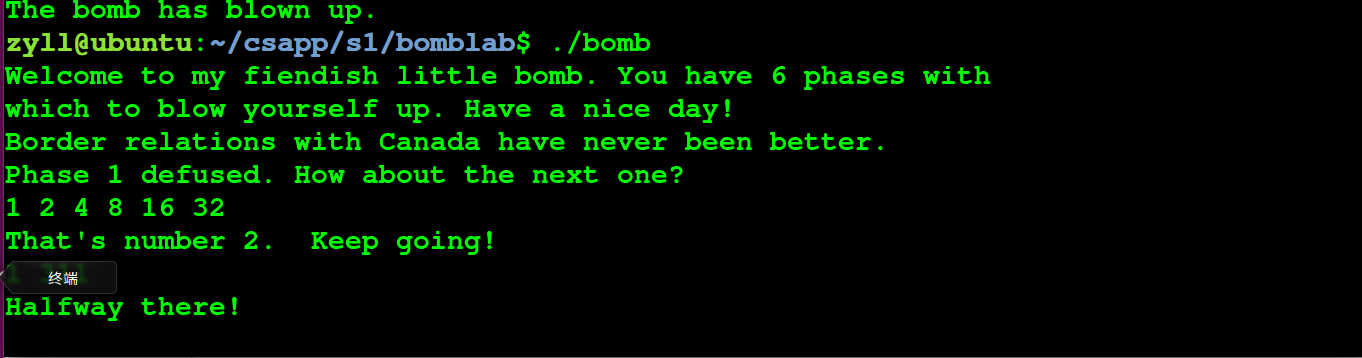 The bomb has blown up.
zyll@ubuntu:~/csapp/s1/bomblab$ ./bomb
Welcome to my fiendish little bomb. You have 6 phases with
which to blow yourself up. Have a nice day!
Border relations with Canada have never been better.
Phase 1 defused. How about the next one?
1 2 4 8 16 32
That's number 2.  Keep going!
终端
Halfway there!